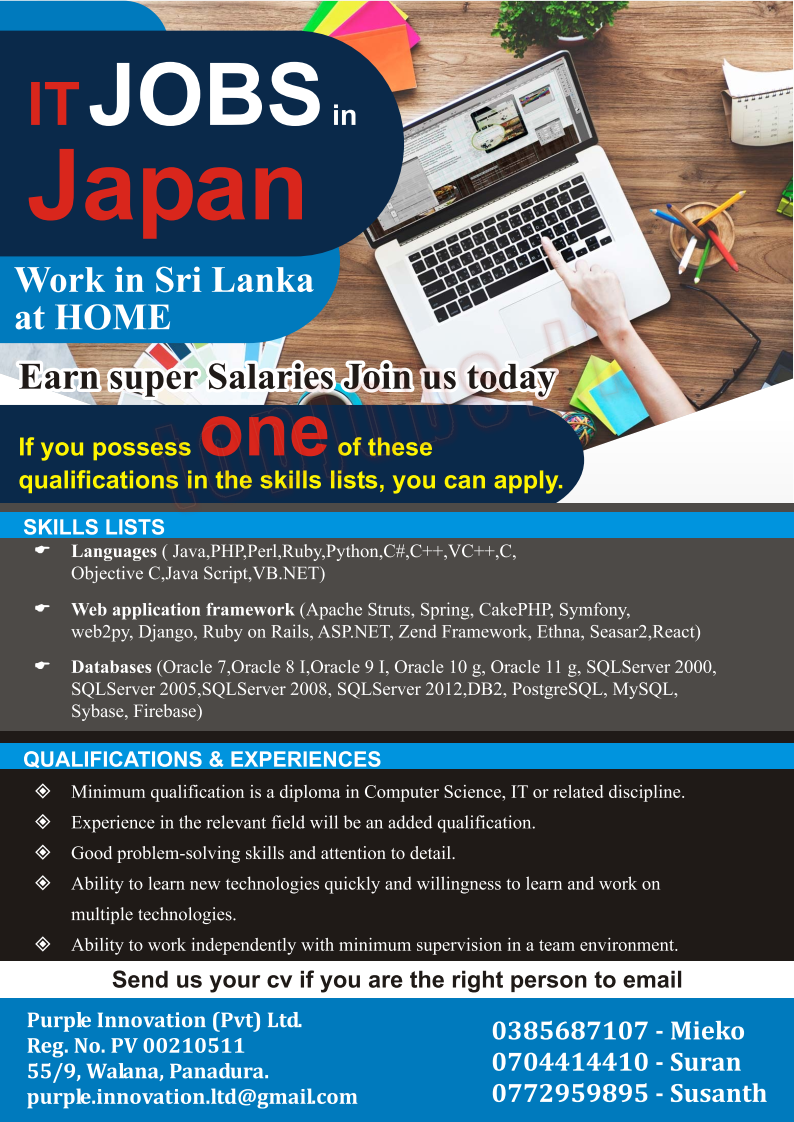 IT JOBS in
Japan
Work in Sri Lanka
at HOME
Earn super Salaries Join us today
If you possess one of these
qualifications in the skills lists, you can apply.
SKILLS LISTS
Languages ( Java,PHP,Perl,Ruby,Python,C#,C++,VC++,C,
Objective C,Java Script,VB.NET)
Web application framework (Apache Struts, Spring, CakePHP, Symfony,
web2py, Django, Ruby on Rails, ASP.NET, Zend Framework, Ethna, Seasar2,React)
Databases (Oracle 7,Oracle 8 I,Oracle 9 I, Oracle 10 g, Oracle 11 g, SQLServer 2000,
SQLServer 2005,SQLServer 2008, SQLServer 2012,DB2, PostgreSQL, MySQL,
Sybase, Firebase)
QUALIFICATIONS & EXPERIENCES
Minimum qualification is a diploma in Computer Science, IT or related discipline.
Experience in the relevant field will be an added qualification.
Good problem-solving skills and attention to detail.
Ability to learn new technologies quickly and willingness to learn and work on
multiple technologies.
Ability to work independently with minimum supervision in a team environment.
Send us your cv if you are the right person to email
Purple Innovation (Pvt) Ltd.
Reg. No. PV 00210511
55/9, Walana, Panadura.
purple.innovation.ltd@gmail.com
0385687107 - Mieko
0704414410 - Suran
0772959895 - Susanth